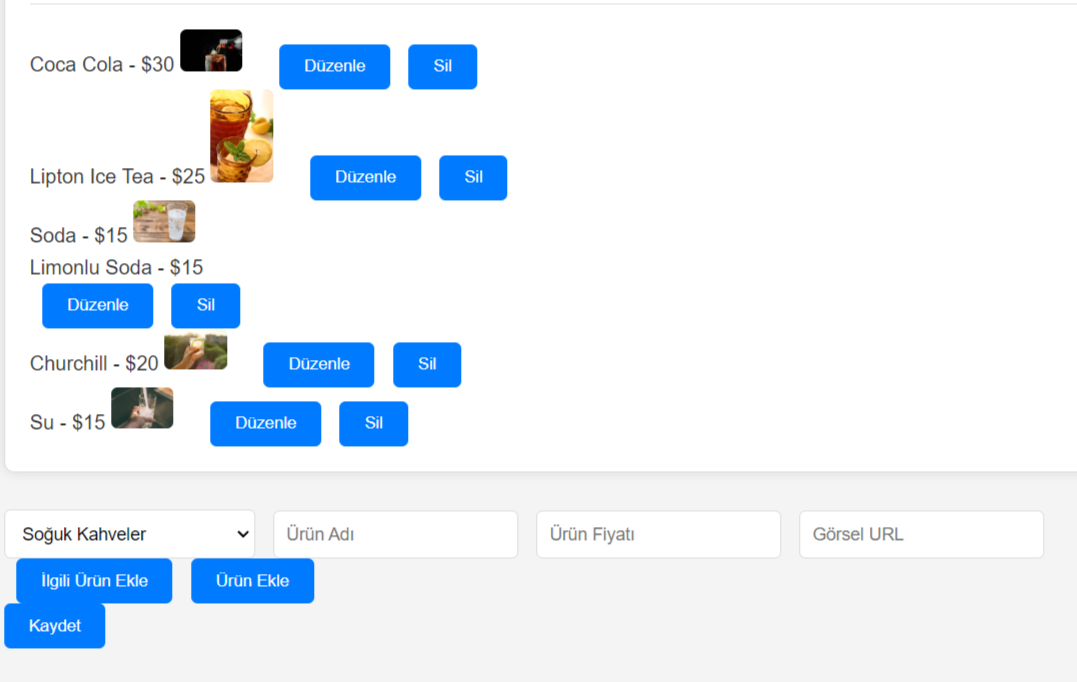 Coca Cola - $30 Düzenle Sil
Lipton Ice Tea - $25 Düzenle Sil
Soda - $15
Limonlu Soda - $15
Düzenle Sil
Churchill - $20 Düzenle Sil
Su - $15 Düzenle Sil
Soğuk Kahveler Ürün Adı Ürün Fiyatı Görsel URL
İlgili Ürün Ekle Ürün Ekle
Kaydet